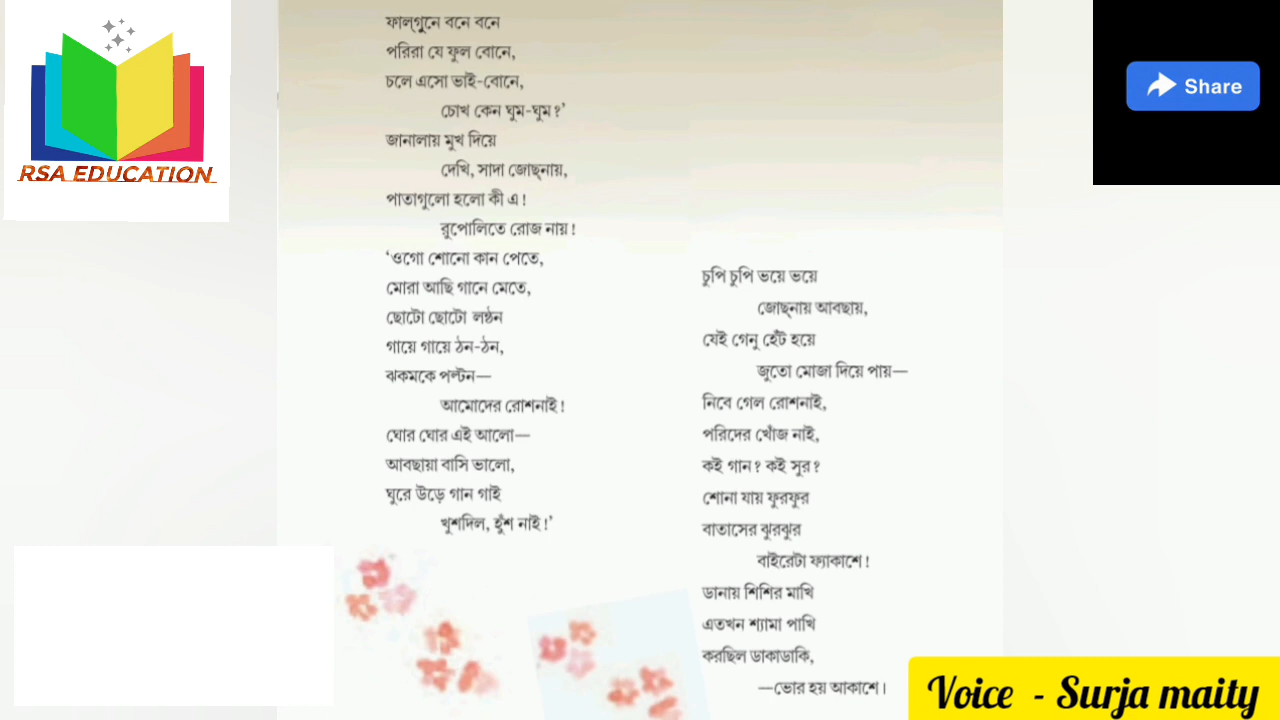 RSA EDUCATION
Share
ফাল্গুনে বনে বনে
পরিরা যে ফুল বোনে,
চলে এসো ভাই-বোনে,
চোখ কেন ঘুম-ঘুম?’
জানালায় মুখ দিয়ে
দেখি, সাদা জোছ্‌নায়,
পাতাগুলো হলো কী এ!
রুপোলিতে রোজ নায়!
‘ওগো শোনো কান পেতে,
মোরা আছি গানে মেতে,
ছোটো ছোটো লণ্ঠন
গায়ে গায়ে ঠন-ঠন,
ঝকমকে পল্টন—
আমোদের রোশনাই!
ঘোর ঘোর এই আলো—
আবছায়া বাসি ভালো,
ঘুরে উড়ে গান গাই
খুশদিল, হুঁশ নাই!’
চুপি চুপি ভয়ে ভয়ে
জোছ্‌নায় আবছায়,
যেই গেনু হেঁট হয়ে
জুতো মোজা দিয়ে পায়—
নিবে গেল রোশনাই,
পরিদের খোঁজ নাই,
কই গান? কই সুর?
শোনা যায় ফুরফুর
বাতাসের ঝুরঝুর
বাইরেটা ফ্যাকাশে!
ডানায় শিশির মাখি
এতখন শ্যামা পাখি
করছিল ডাকাডাকি,
—ভোর হয় আকাশে।
Voice - Surja maity